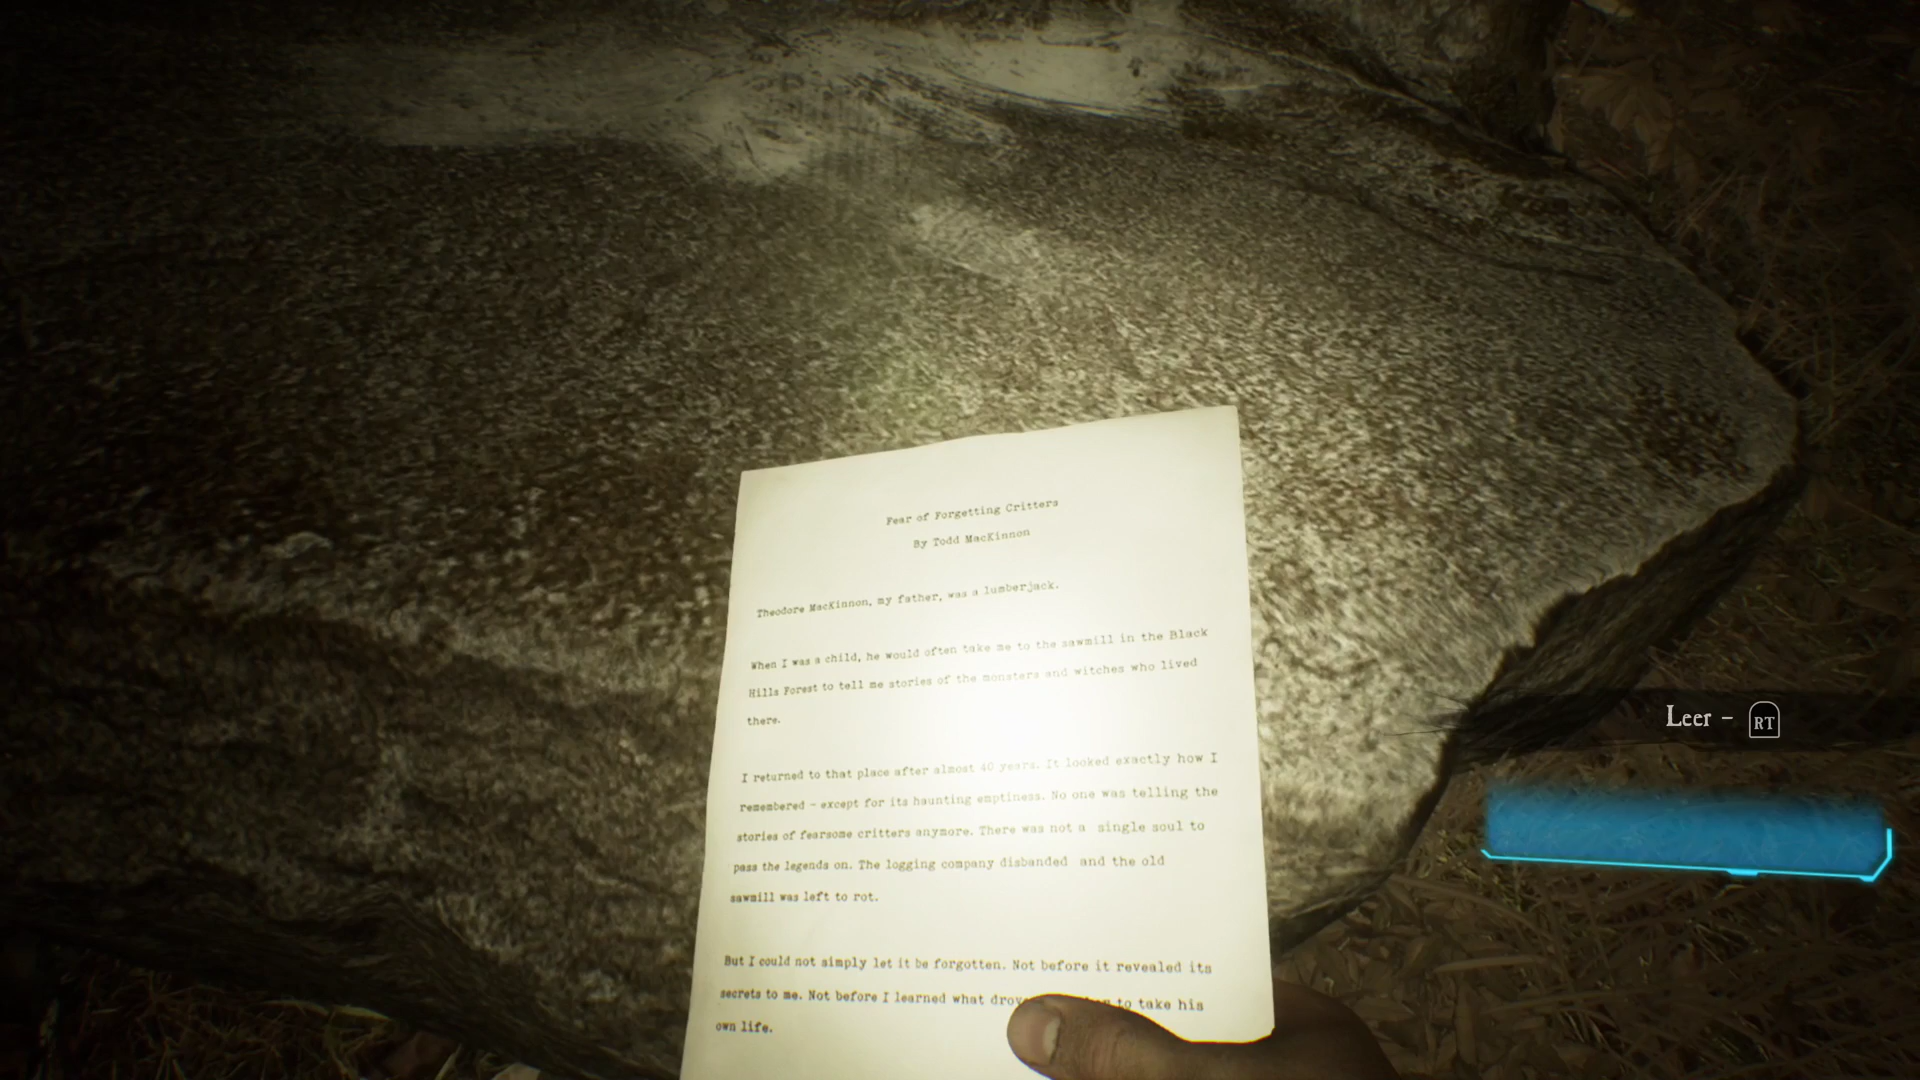 Fear of Forgetting Critters
By Todd MacKinnon
Theodore MacKinnon, my father, was a lumberjack.
When I was a child, he would often take me to the sawmill in the Black
Hills Forest to tell me stories of the monsters and witches who lived
there.
I returned to that place after almost 40 years. It looked exactly how I
remembered - except for its haunting emptiness. No one was telling the
stories of fearsome critters anymore. There was not a single soul to
pass the legends on. The logging company disbanded and the old
sawmill was left to rot.
But I could not simply let it be forgotten. Not before it revealed its
secrets to me. Not before I learned what drove to take his
own life.
Leer - RT